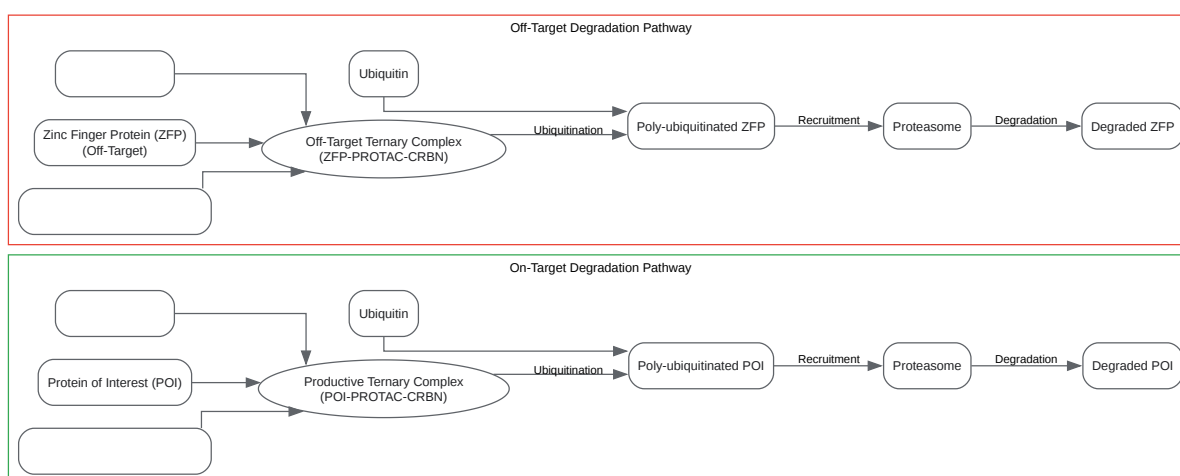 Off-Target Degradation Pathway
Ubiquitin
Zinc Finger Protein (ZFP)
(Off-Target)
Off-Target Ternary Complex
(ZFP-PROTAC-CRBN)
Ubiquitination
Poly-ubiquitinated ZFP
Recruitment
Proteasome
Degradation
Degraded ZFP
On-Target Degradation Pathway
Ubiquitin
Protein of Interest (POI)
Productive Ternary Complex
(POI-PROTAC-CRBN)
Ubiquitination
Poly-ubiquitinated POI
Recruitment
Proteasome
Degradation
Degraded POI